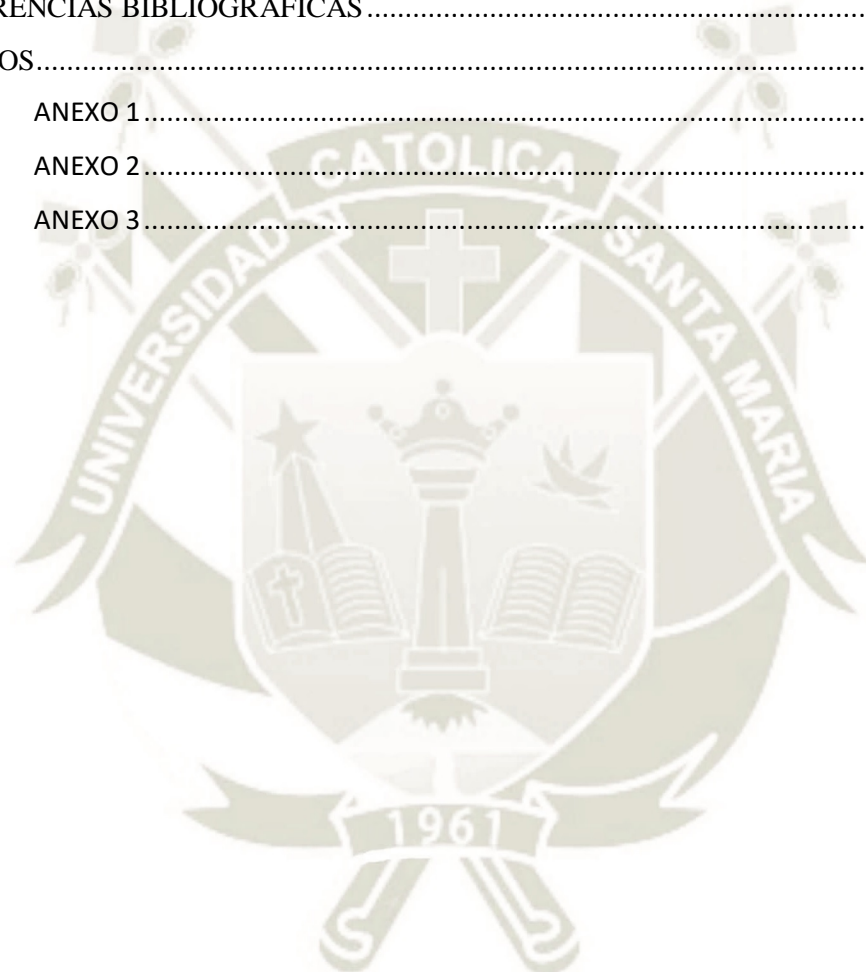 RENCIAS BIBLIOGRÁFICAS........................................................................
OS........................................................................................................
ANEXO 1..............................................................................................
ANEXO 2..............................................................................................
ANEXO 3..............................................................................................
UNIVERSIDAD CATOLICA SANTA MARIA
1961